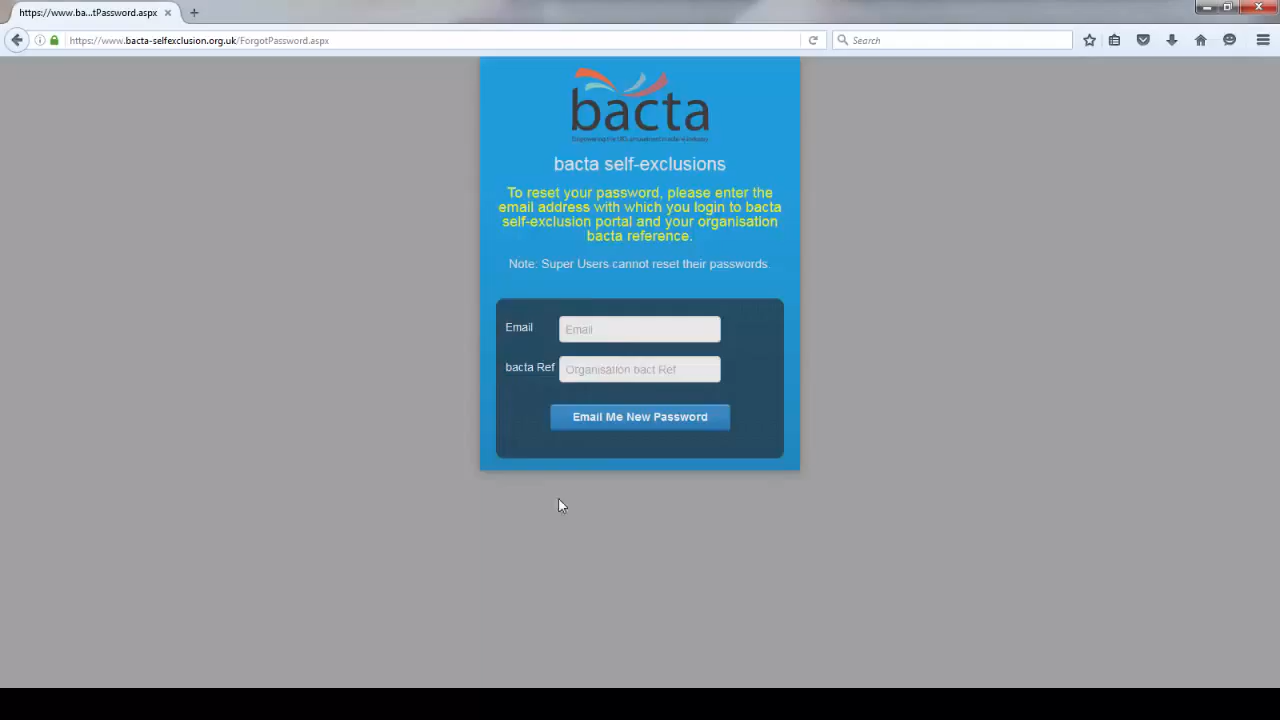 https://www.ba...tPassword.aspx
https://www.bacta-selfexclusion.org.uk/ForgotPassword.aspx
Search
bacta
bacta self-exclusions
To reset your password, please enter the
email address with which you login to bacta
self-exclusion portal and your organisation
bacta reference.
Note: Super Users cannot reset their passwords.
Email
Email
bacta Ref
Organisation bact Ref
Email Me New Password